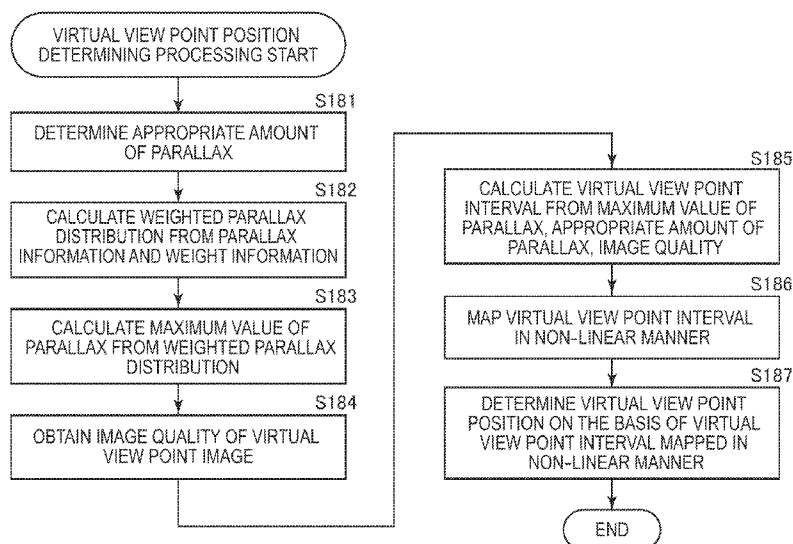 VIRTUAL VIEW POINT POSITION
DETERMINING PROCESSING START
S181
DETERMINE APPROPRIATE AMOUNT
OF PARALLAX
S182
CALCULATE WEIGHTED PARALLAX
DISTRIBUTION FROM PARALLAX
INFORMATION AND WEIGHT INFORMATION
S183
CALCULATE MAXIMUM VALUE OF
PARALLAX FROM WEIGHTED PARALLAX
DISTRIBUTION
S184
OBTAIN IMAGE QUALITY OF VIRTUAL
VIEW POINT IMAGE
S185
CALCULATE VIRTUAL VIEW POINT
INTERVAL FROM MAXIMUM VALUE OF
PARALLAX, APPROPRIATE AMOUNT OF
PARALLAX, IMAGE QUALITY
S186
MAP VIRTUAL VIEW POINT INTERVAL
IN NON-LINEAR MANNER
S187
DETERMINE VIRTUAL VIEW POINT
POSITION ON THE BASIS OF VIRTUAL
VIEW POINT INTERVAL MAPPED IN
NON-LINEAR MANNER
END